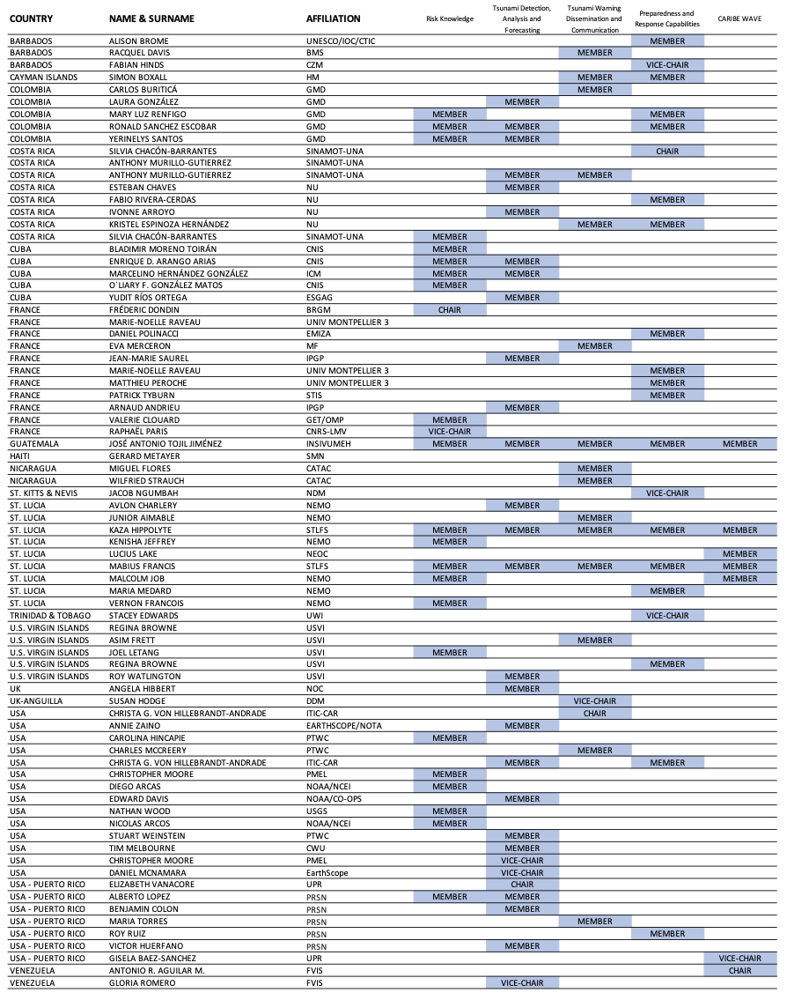 COUNTRY NAME & SURNAME AFFILIATION Risk Knowledge Tsunami Detection, Analysis and Forecasting Tsunami Warning Dissemination and Communication Preparedness and Response Capabilities CARIBE WAVE
BARBADOS ALISON BROME UNESCO/IOC/CTIC MEMBER
BARBADOS RACQUEL DAVIS BMS MEMBER
BARBADOS FABIAN HINDS CZM VICE-CHAIR
CAYMAN ISLANDS SIMON BOXALL HM MEMBER MEMBER
COLOMBIA CARLOS BURITICÁ GMD MEMBER
COLOMBIA LAURA GONZÁLEZ GMD MEMBER
COLOMBIA MARY LUZ RENFIGO GMD MEMBER MEMBER
COLOMBIA RONALD SANCHEZ ESCOBAR GMD MEMBER MEMBER MEMBER
COLOMBIA YERINELYS SANTOS GMD MEMBER MEMBER
COSTA RICA SILVIA CHACÓN-BARRANTES SINAMOT-UNA CHAIR
COSTA RICA ANTHONY MURILLO-GUTIERREZ SINAMOT-UNA
COSTA RICA ANTHONY MURILLO-GUTIERREZ SINAMOT-UNA MEMBER MEMBER
COSTA RICA ESTEBAN CHAVES NU MEMBER
COSTA RICA FABIO RIVERA-CERDAS NU MEMBER
COSTA RICA IVONNE ARROYO NU MEMBER
COSTA RICA KRISTEL ESPINOZA HERNÁNDEZ NU MEMBER MEMBER
COSTA RICA SILVIA CHACÓN-BARRANTES SINAMOT-UNA MEMBER
CUBA BLADIMIR MORENO TOIRÁN CNIS MEMBER
CUBA ENRIQUE D. ARANGO ARIAS CNIS MEMBER MEMBER
CUBA MARCELINO HERNÁNDEZ GONZÁLEZ ICM MEMBER MEMBER
CUBA O´LIARY F. GONZÁLEZ MATOS CNIS MEMBER
CUBA YUDIT RÍOS ORTEGA ESGAG MEMBER
FRANCE FRÉDERIC DONDIN BRGM CHAIR
FRANCE MARIE-NOELLE RAVEAU UNIV MONTPELLIER 3
FRANCE DANIEL POLINACCI EMIZA MEMBER
FRANCE EVA MERCERON MF MEMBER
FRANCE JEAN-MARIE SAUREL IPGP MEMBER
FRANCE MARIE-NOELLE RAVEAU UNIV MONTPELLIER 3 MEMBER
FRANCE MATTHIEU PEROCHE UNIV MONTPELLIER 3 MEMBER
FRANCE PATRICK TYBURN STIS MEMBER
FRANCE ARNAUD ANDRIEU IPGP MEMBER
FRANCE VALERIE CLOUARD GET/OMP MEMBER
FRANCE RAPHAËL PARIS CNRS-LMV VICE-CHAIR
GUATEMALA JOSÉ ANTONIO TOJIL JIMÉNEZ INSIVUMEH MEMBER MEMBER MEMBER MEMBER MEMBER
HAITI GERARD METAYER SMN
NICARAGUA MIGUEL FLORES CATAC MEMBER
NICARAGUA WILFRIED STRAUCH CATAC MEMBER
ST. KITTS & NEVIS JACOB NGUMBAH NDM VICE-CHAIR
ST. LUCIA AVLON CHARLERY NEMO MEMBER
ST. LUCIA JUNIOR AIMABLE NEMO MEMBER
ST. LUCIA KAZA HIPPOLYTE STLFS MEMBER MEMBER MEMBER MEMBER MEMBER
ST. LUCIA KENISHA JEFFREY NEMO MEMBER
ST. LUCIA LUCIUS LAKE NEOC MEMBER
ST. LUCIA MABIUS FRANCIS STLFS MEMBER MEMBER MEMBER MEMBER MEMBER
ST. LUCIA MALCOLM JOB NEMO MEMBER MEMBER
ST. LUCIA MARIA MEDARD NEMO MEMBER
ST. LUCIA VERNON FRANCOIS NEMO MEMBER
TRINIDAD & TOBAGO STACEY EDWARDS UWI VICE-CHAIR
U.S. VIRGIN ISLANDS REGINA BROWNE USVI
U.S. VIRGIN ISLANDS ASIM FRETT USVI MEMBER
U.S. VIRGIN ISLANDS JOEL LETANG USVI MEMBER
U.S. VIRGIN ISLANDS REGINA BROWNE USVI MEMBER
U.S. VIRGIN ISLANDS ROY WATLINGTON USVI MEMBER
UK ANGELA HIBBERT NOC MEMBER
UK-ANGUILLA SUSAN HODGE DDM VICE-CHAIR
USA CHRISTA G. VON HILLEBRANDT-ANDRADE ITIC-CAR CHAIR
USA ANNIE ZAINO EARTHSCOPE/NOTA MEMBER
USA CAROLINA HINCAPIE PTWC MEMBER
USA CHARLES MCCREERY PTWC MEMBER
USA CHRISTA G. VON HILLEBRANDT-ANDRADE ITIC-CAR MEMBER MEMBER
USA CHRISTOPHER MOORE PMEL MEMBER
USA DIEGO ARCAS NOAA/NCEI MEMBER
USA EDWARD DAVIS NOAA/CO-OPS MEMBER
USA NATHAN WOOD USGS MEMBER
USA NICOLAS ARCOS NOAA/NCEI MEMBER
USA STUART WEINSTEIN PTWC MEMBER
USA TIM MELBOURNE CWU MEMBER
USA CHRISTOPHER MOORE PMEL VICE-CHAIR
USA DANIEL MCNAMARA EarthScope VICE-CHAIR
USA - PUERTO RICO ELIZABETH VANACORE UPR CHAIR
USA - PUERTO RICO ALBERTO LOPEZ PRSN MEMBER MEMBER
USA - PUERTO RICO BENJAMIN COLON PRSN MEMBER
USA - PUERTO RICO MARIA TORRES PRSN MEMBER
USA - PUERTO RICO ROY RUIZ PRSN MEMBER
USA - PUERTO RICO VICTOR HUERFANO PRSN MEMBER
USA - PUERTO RICO GISELA BAEZ-SANCHEZ UPR VICE-CHAIR
VENEZUELA ANTONIO R. AGUILAR M. FVIS CHAIR
VENEZUELA GLORIA ROMERO FVIS VICE-CHAIR